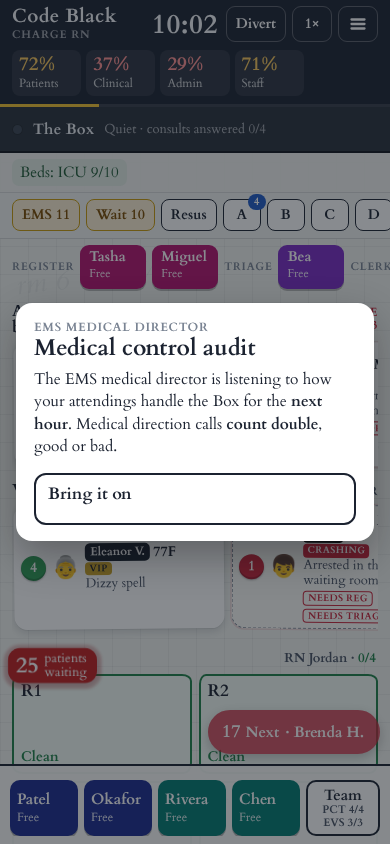 Code Black
CHARGE RN
10:02
Divert
1×
72%
Patients
37%
Clinical
29%
Admin
71%
Staff
The Box
Quiet · consults answered 0/4
Beds: ICU 9/10
EMS 11
Wait 10
Resus
A
4
B
C
D
REGISTER
Tasha
Free
Miguel
Free
TRIAGE
Bea
Free
CLERK
EMS MEDICAL DIRECTOR
Medical control audit
The EMS medical director is listening to how
your attendings handle the Box for the next
hour. Medical direction calls count double,
good or bad.
Bring it on
4
Eleanor V. 77F
VIP
Dizzy spell
1
CRASHING
Arrested in th
waiting room
NEEDS REG
NEEDS TRIAG
25 patients
waiting
RN Jordan · 0/4
R1
Clean
R2
Clean
17 Next · Brenda H.
Patel
Free
Okafor
Free
Rivera
Free
Chen
Free
Team
PCT 4/4
EVS 3/3